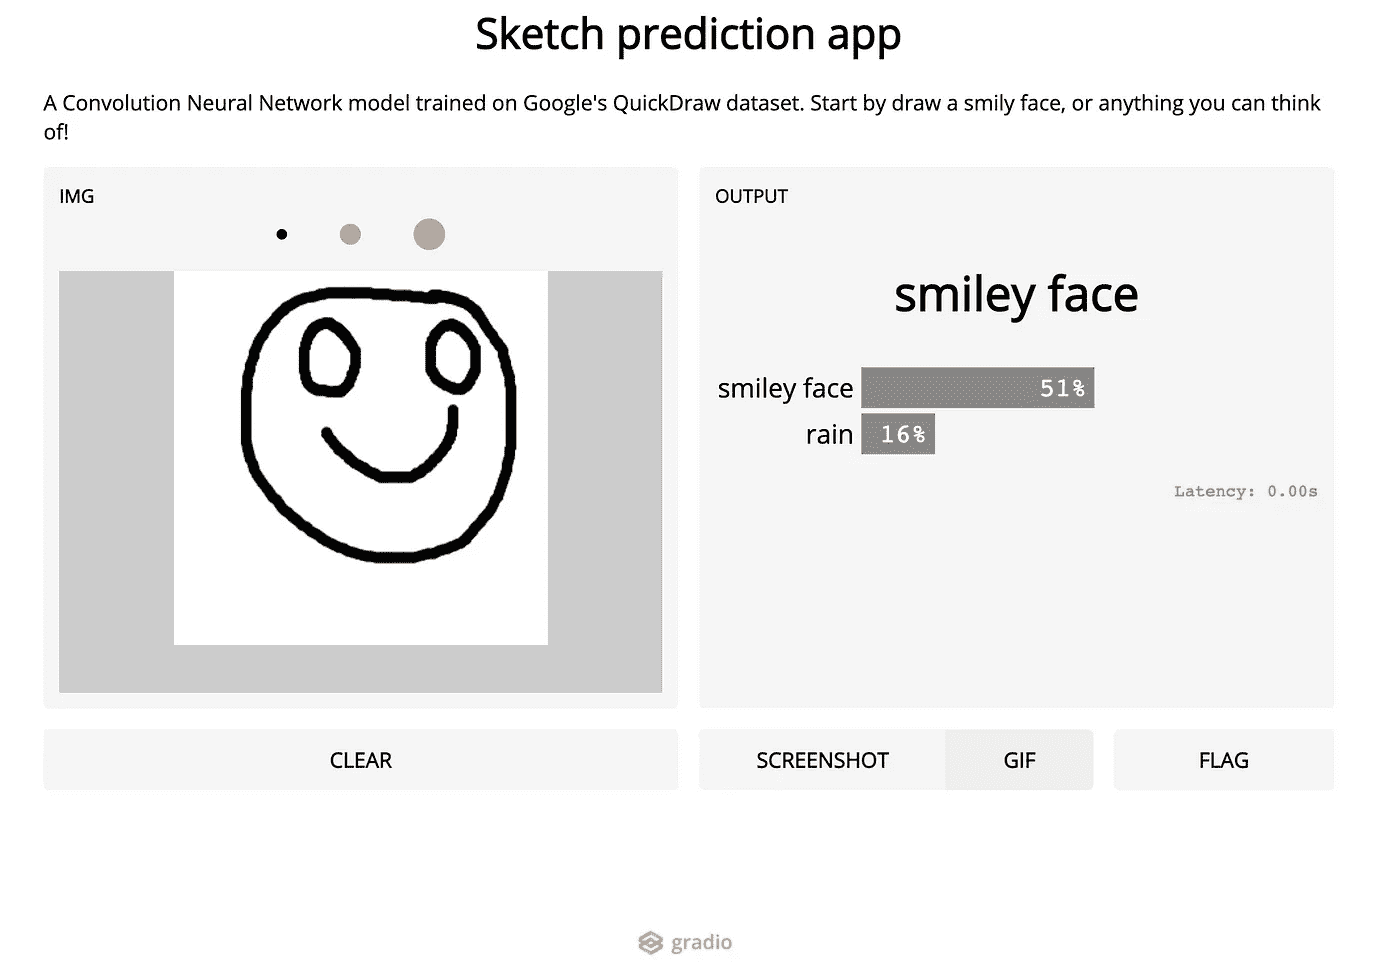 Sketch prediction app
A Convolution Neural Network model trained on Google's QuickDraw dataset. Start by draw a smily face, or anything you can think
of!
IMG
OUTPUT
smiley face
smiley face 51%
rain 16%
Latency: 0.00s
CLEAR
SCREENSHOT
GIF
FLAG
gradio